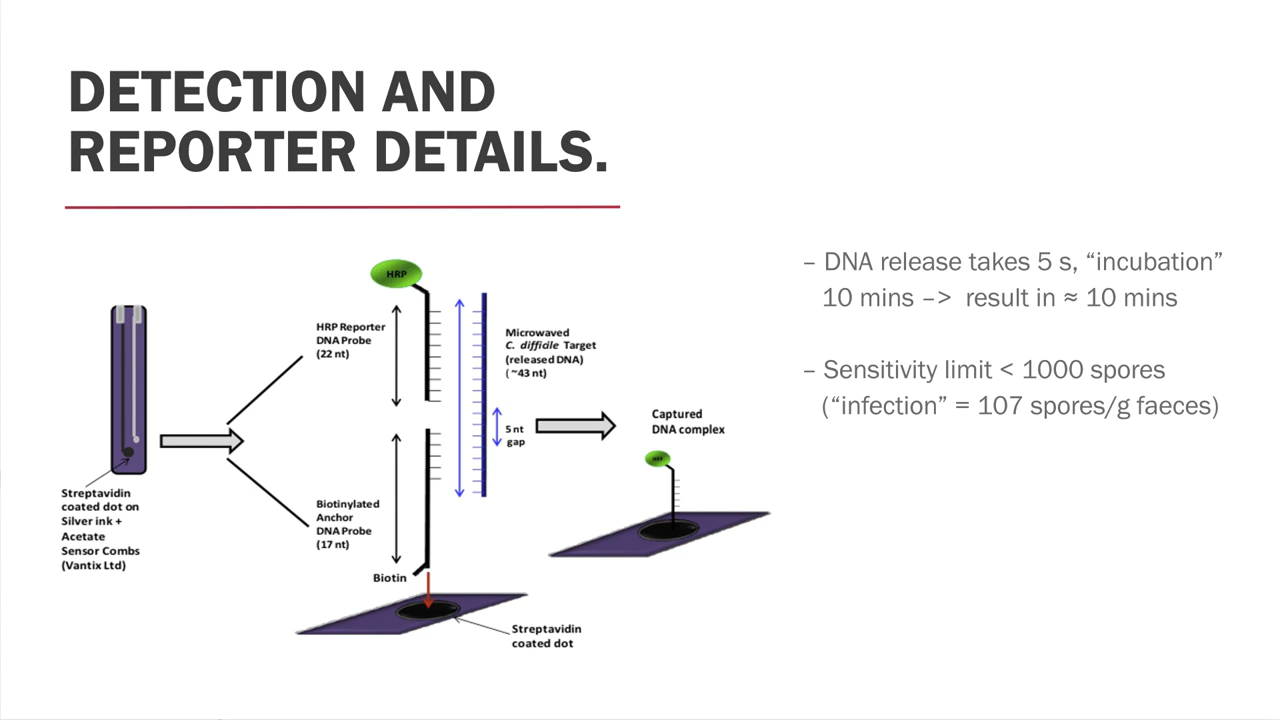 DETECTION AND
REPORTER DETAILS.
HRP
HRP Reporter
DNA Probe
(22 nt)
Microwaved
C. difficile Target
(released DNA)
( ~43 nt)
5 nt
gap
Captured
DNA complex
HRP
Streptavidin
coated dot on
Silver ink +
Acetate
Sensor Combs
(Vantix Ltd)
Biotinylated
Anchor
DNA Probe
(17 nt)
Biotin
Streptavidin
coated dot
– DNA release takes 5 s, “incubation”
10 mins –> result in ≈ 10 mins
– Sensitivity limit < 1000 spores
(“infection” = 107 spores/g faeces)